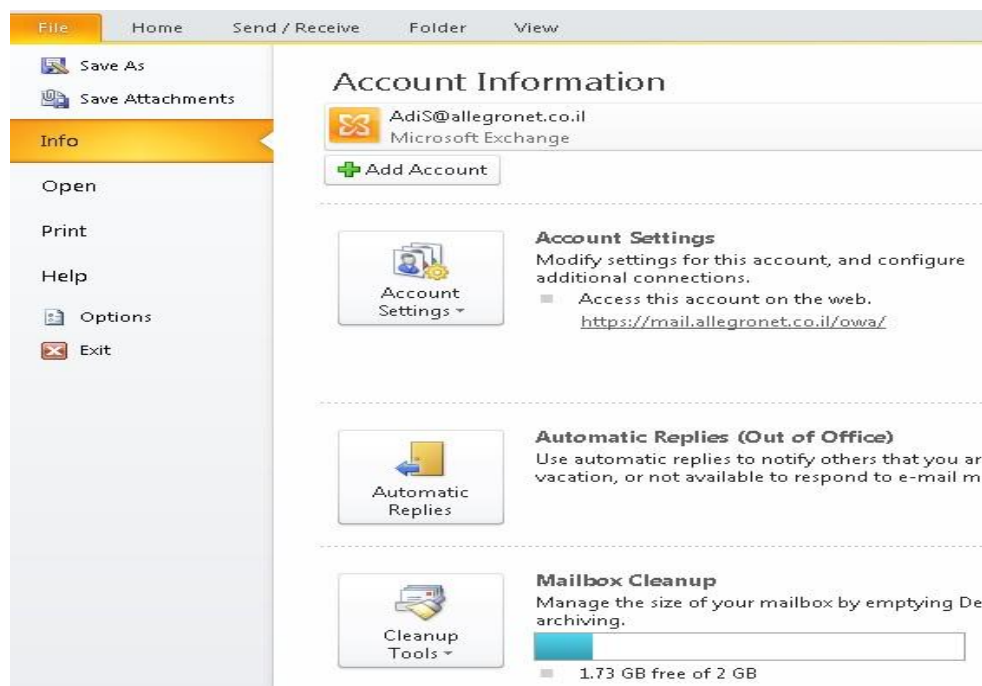 File Home Send / Receive Folder View
Save As
Save Attachments
Info
Open
Print
Help
Options
Exit
Account Information
AdiS@allegronet.co.il
Microsoft Exchange
Add Account
Account
Settings
Account Settings
Modify settings for this account, and configure
additional connections.
Access this account on the web.
https://mail.allegronet.co.il/owa/
Automatic
Replies
Automatic Replies (Out of Office)
Use automatic replies to notify others that you ar
vacation, or not available to respond to e-mail m
Cleanup
Tools
Mailbox Cleanup
Manage the size of your mailbox by emptying De
archiving.
1.73 GB free of 2 GB